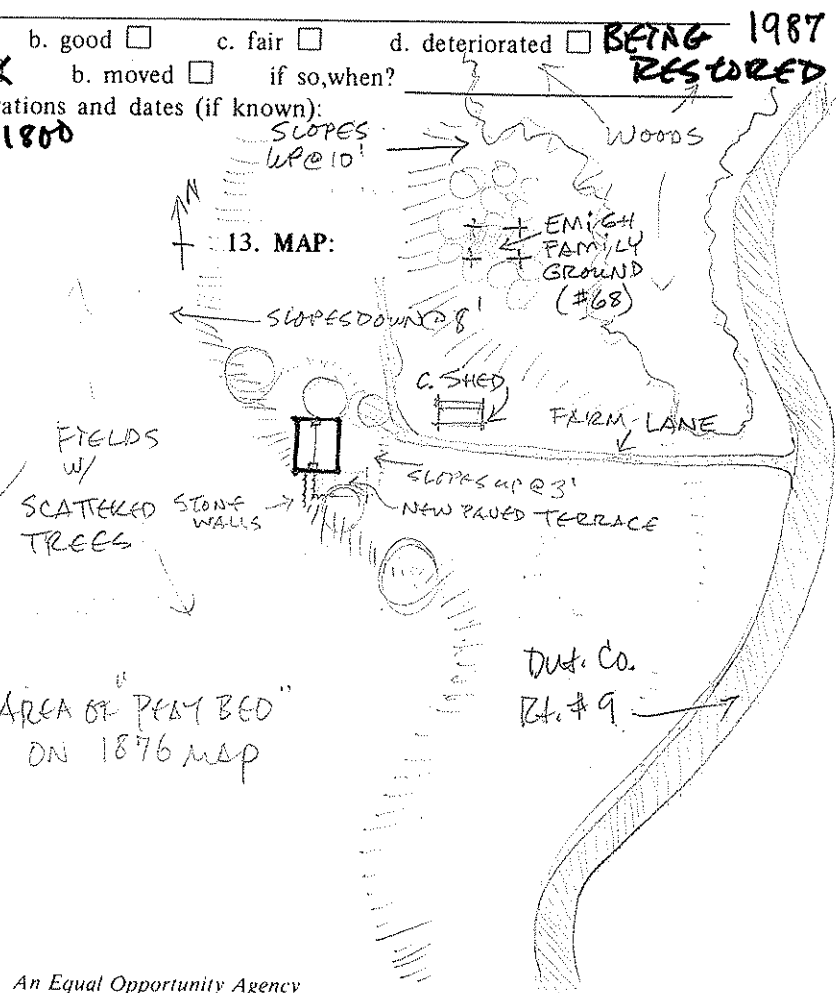 b. good ☐ c. fair ☐ d. deteriorated ☐ BEING 1987
b. moved ☐ if so,when? RESTORED
ations and dates (if known):
1800
SLOPES
UP @ 10'
WOODS
N
13. MAP:
EMIGH
FAMILY
GROUND
(#68)
SLOPES DOWN @ 8'
C. SHED
FARM LANE
FIELDS
W/
SCATTERED
TREES
STONE
WALLS
SLOPES UP @ 3'
NEW PAVED TERRACE
Dut. Co.
Rt. #9
AREA OF "PEAT BED"
ON 1876 MAP
An Equal Opportunity Agency